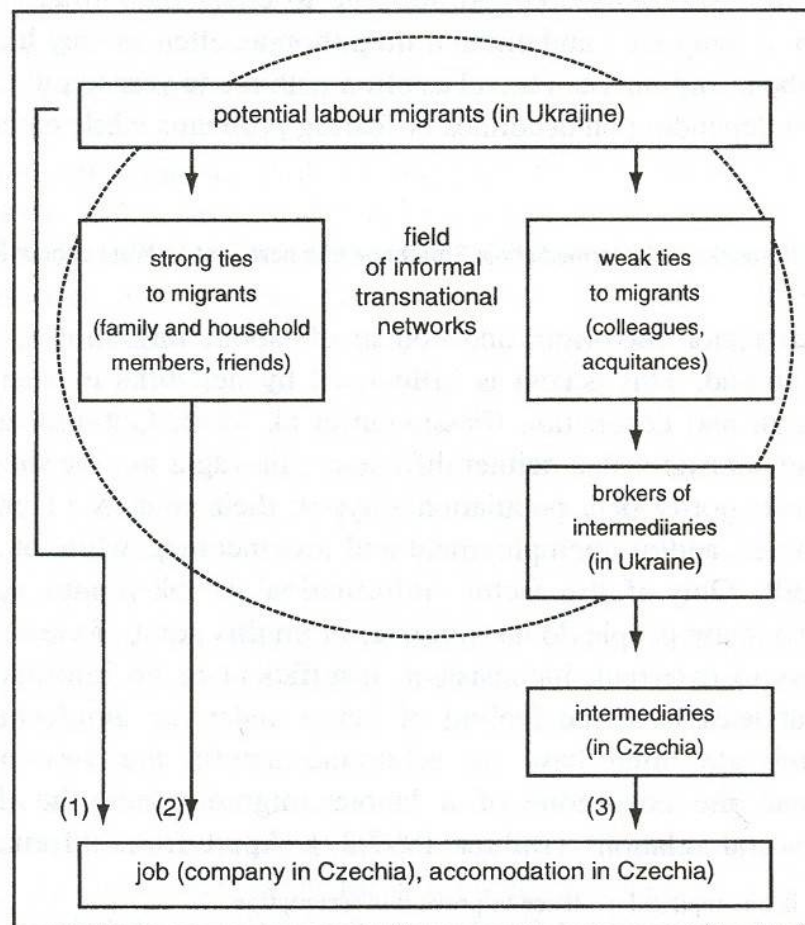 potential labour migrants (in Ukrajine)
strong ties
to migrants
(family and household
members, friends)
field
of informal
transnational
networks
weak ties
to migrants
(colleagues,
acquitances)
brokers of
intermediiaries
(in Ukraine)
intermediaries
(in Czechia)
(1) (2) (3)
job (company in Czechia), accomodation in Czechia)